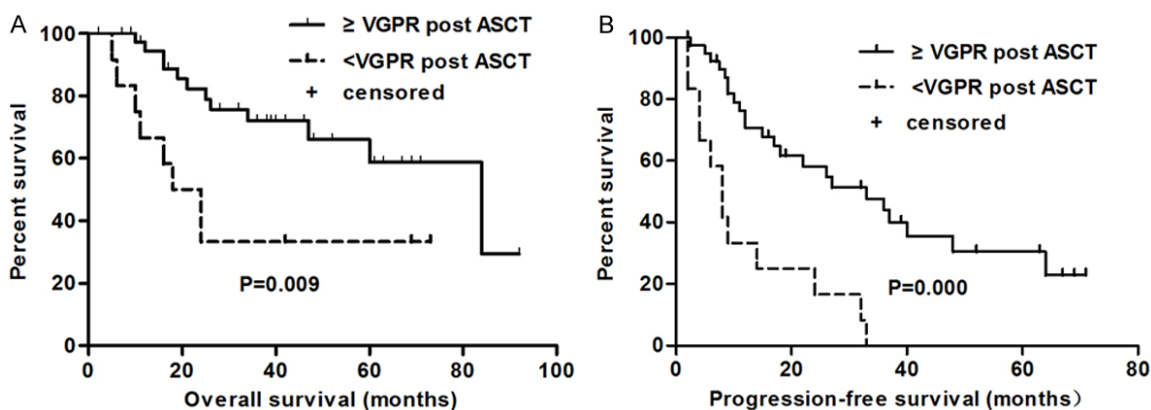 A
≥ VGPR post ASCT
<VGPR post ASCT
+ censored
Percent survival
100
80
60
40
20
0
P=0.009
0 20 40 60 80 100
Overall survival (months)
B
≥ VGPR post ASCT
<VGPR post ASCT
+ censored
Percent survival
100
80
60
40
20
0
P=0.000
0 20 40 60 80
Progression-free survival (months）